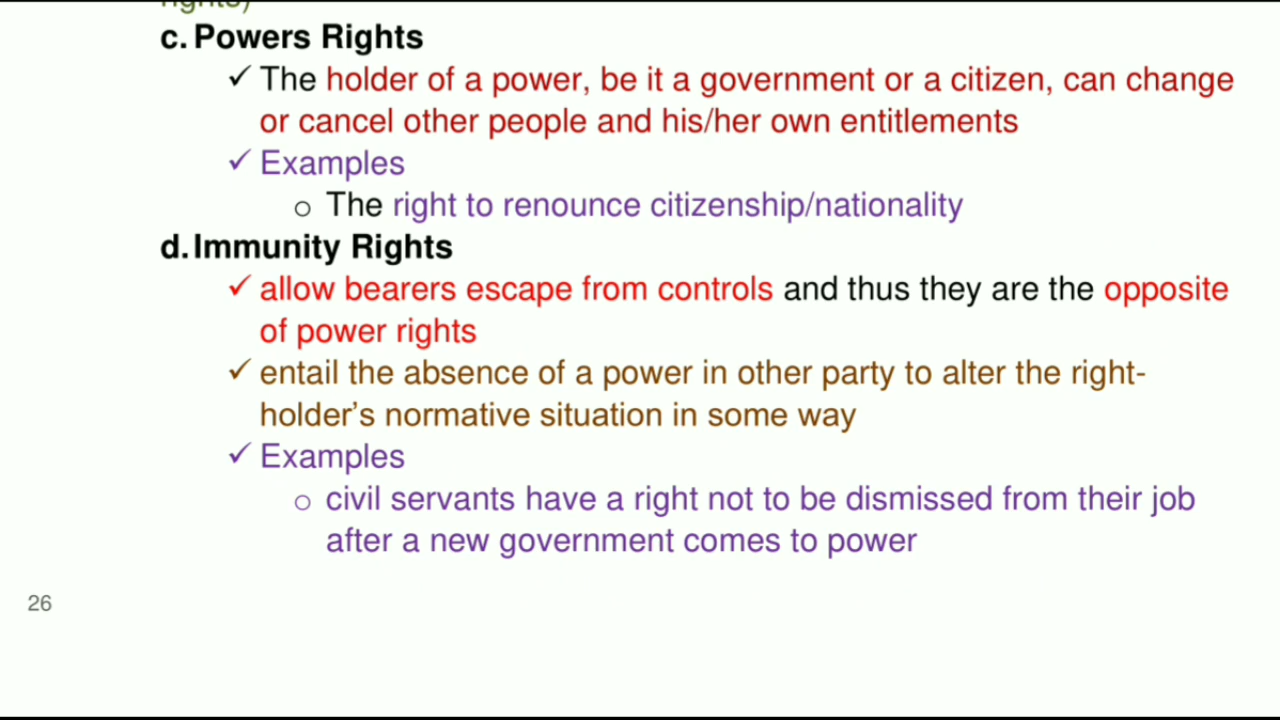 rights)
c. Powers Rights
✓ The holder of a power, be it a government or a citizen, can change
or cancel other people and his/her own entitlements
✓ Examples
o The right to renounce citizenship/nationality
d. Immunity Rights
✓ allow bearers escape from controls and thus they are the opposite
of power rights
✓ entail the absence of a power in other party to alter the right-
holder's normative situation in some way
✓ Examples
o civil servants have a right not to be dismissed from their job
after a new government comes to power
26